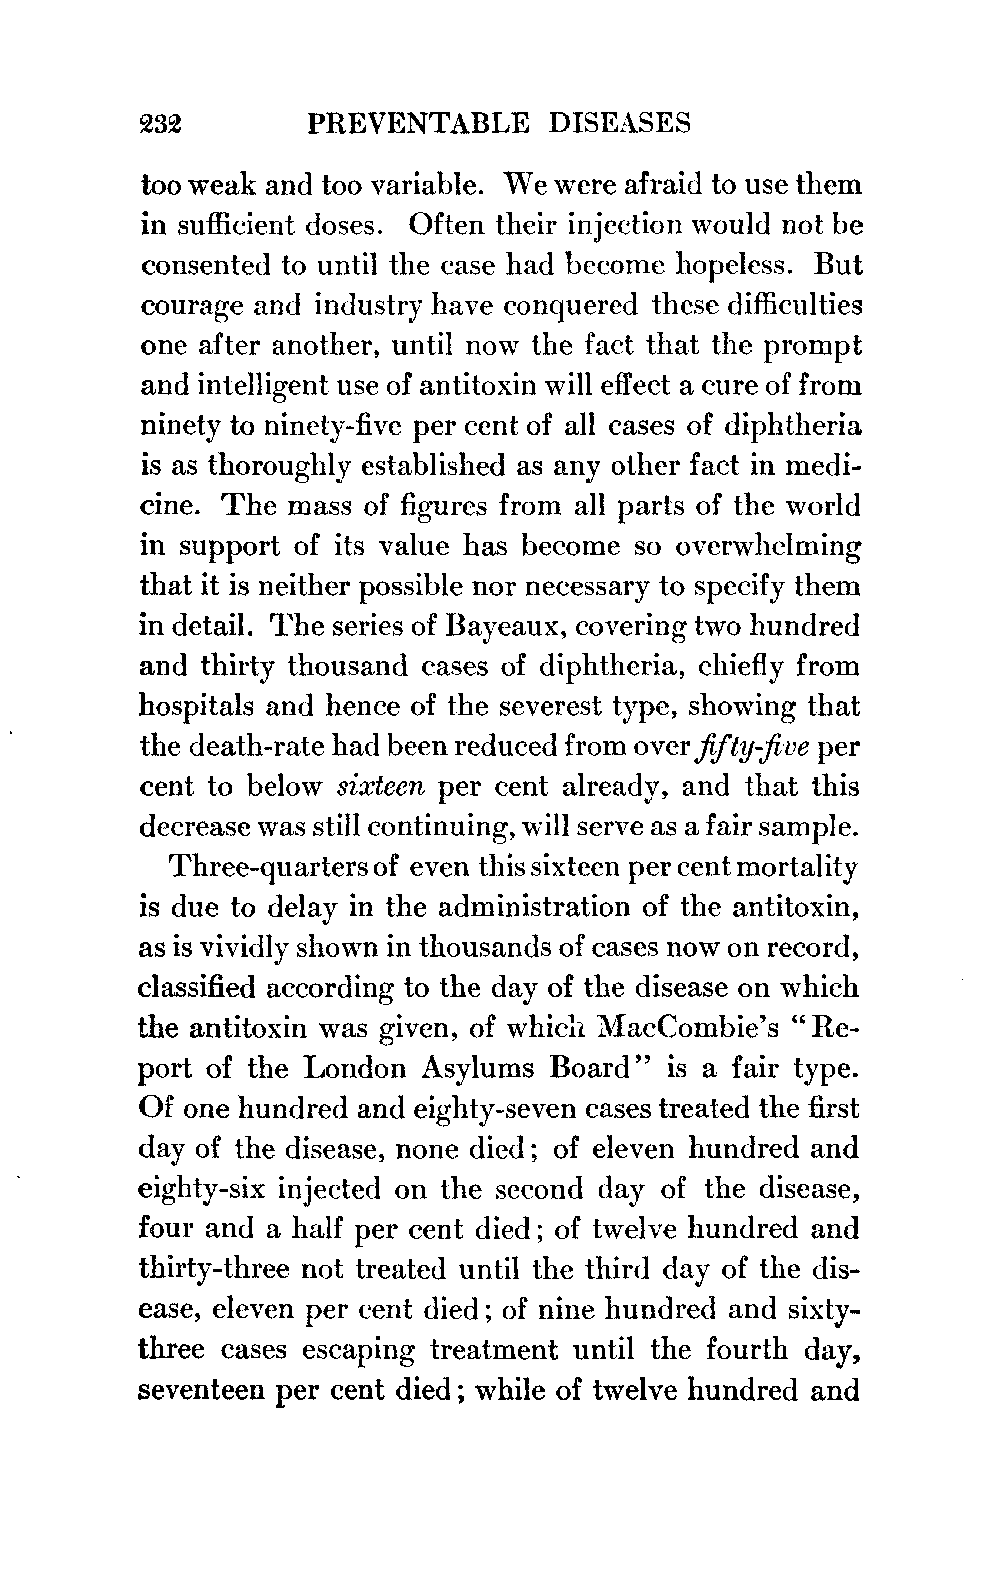 232 PREVENTABLE DISEASES
too weak and too variable. We were afraid to use them
in sufficient doses. Often their injection would not be
consented to until the case had become hopeless. But
courage and industry have conquered these difficulties
one after another, until now the fact that the prompt
and intelligent use of antitoxin will effect a cure of from
ninety to ninety-five per cent of all cases of diphtheria
is as thoroughly established as any other fact in medi-
cine. The mass of figures from all parts of the world
in support of its value has become so overwhelming
that it is neither possible nor necessary to specify them
in detail. The series of Bayeaux, covering two hundred
and thirty thousand cases of diphtheria, chiefly from
hospitals and hence of the severest type, showing that
the death-rate had been reduced from over fifty-five per
cent to below sixteen per cent already, and that this
decrease was still continuing, will serve as a fair sample.
Three-quarters of even this sixteen per cent mortality
is due to delay in the administration of the antitoxin,
as is vividly shown in thousands of cases now on record,
classified according to the day of the disease on which
the antitoxin was given, of which MacCombie's "Re-
port of the London Asylums Board" is a fair type.
Of one hundred and eighty-seven cases treated the first
day of the disease, none died; of eleven hundred and
eighty-six injected on the second day of the disease,
four and a half per cent died; of twelve hundred and
thirty-three not treated until the third day of the dis-
ease, eleven per cent died; of nine hundred and sixty-
three cases escaping treatment until the fourth day,
seventeen per cent died; while of twelve hundred and